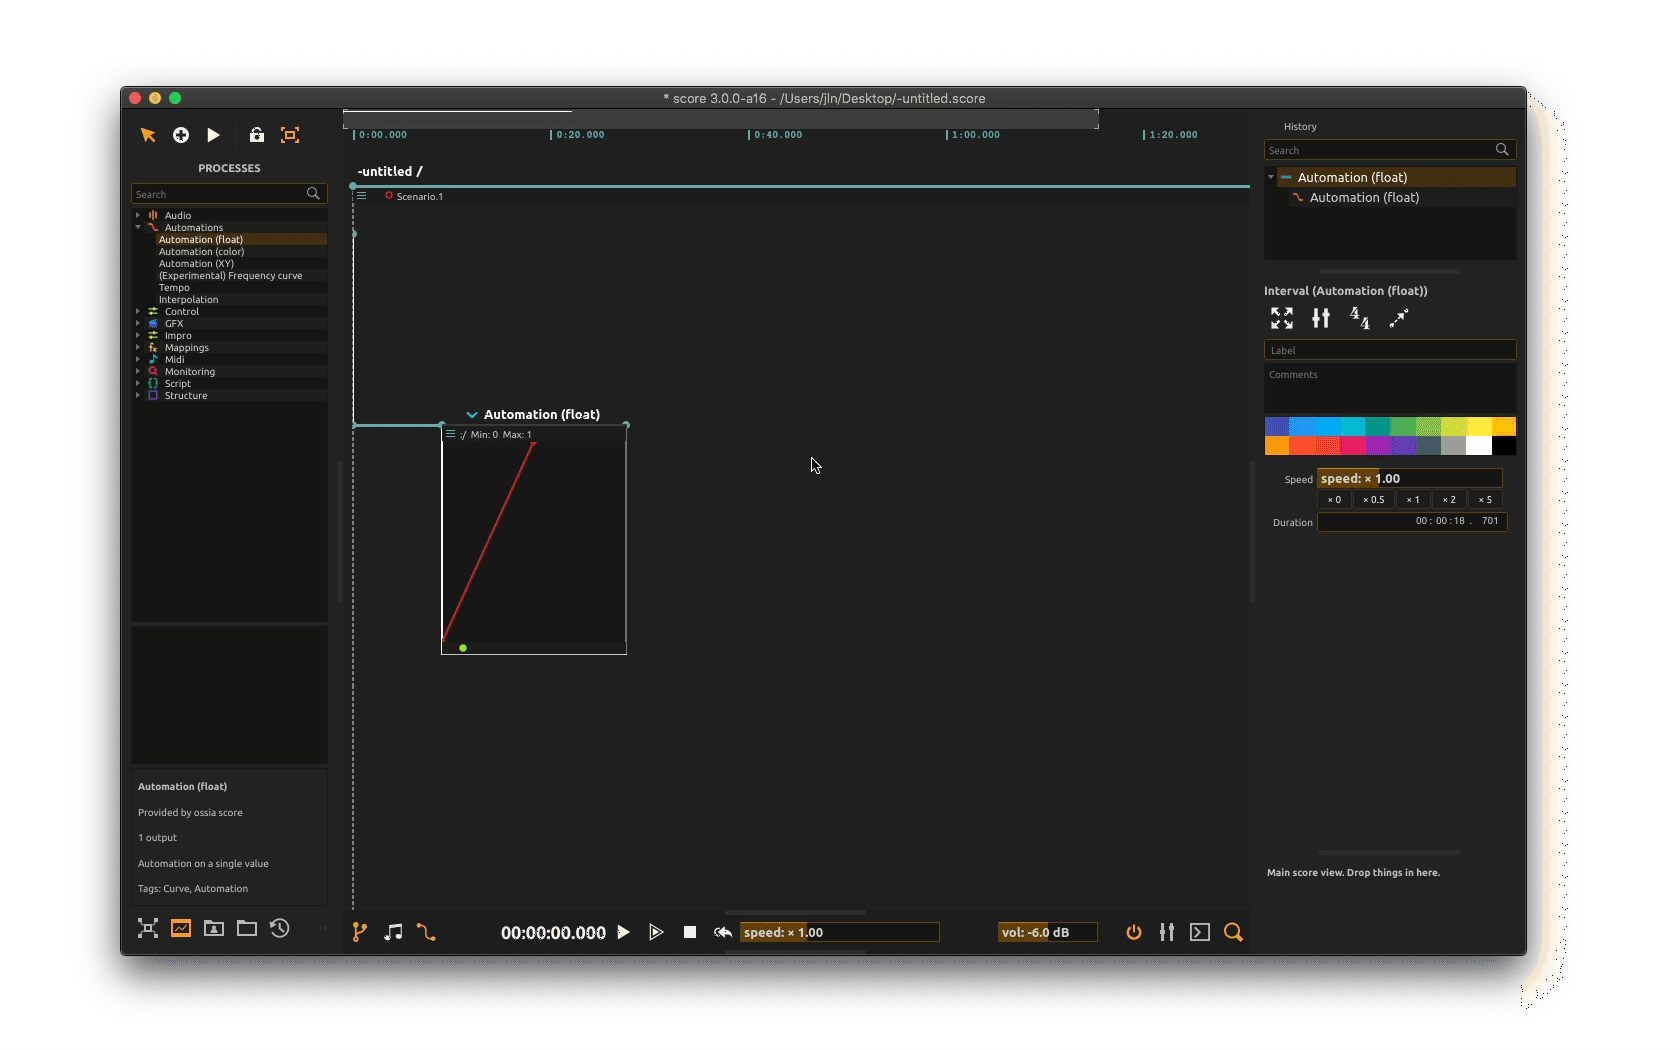 * score 3.0.0-a16 - /Users/jln/Desktop/-untitled.score
PROCESSES
Search
Audio
Automations
Automation (float)
Automation (color)
Automation (XY)
(Experimental) Frequency curve
Tempo
Interpolation
Control
GFX
Impro
Mappings
Midi
Monitoring
Script
Structure
Automation (float)
Provided by ossia score
1 output
Automation on a single value
Tags: Curve, Automation
0:00.000 0:20.000 0:40.000 1:00.000 1:20.000
-untitled /
Scenario.1
Automation (float)
:/ Min: 0 Max: 1
00:00:00.000 speed: × 1.00 vol: -6.0 dB
History
Search
Automation (float)
Automation (float)
Interval (Automation (float))
4/4
Label
Comments
Speed speed: × 1.00
× 0 × 0.5 × 1 × 2 × 5
Duration 00 : 00 : 18 . 701
Main score view. Drop things in here.